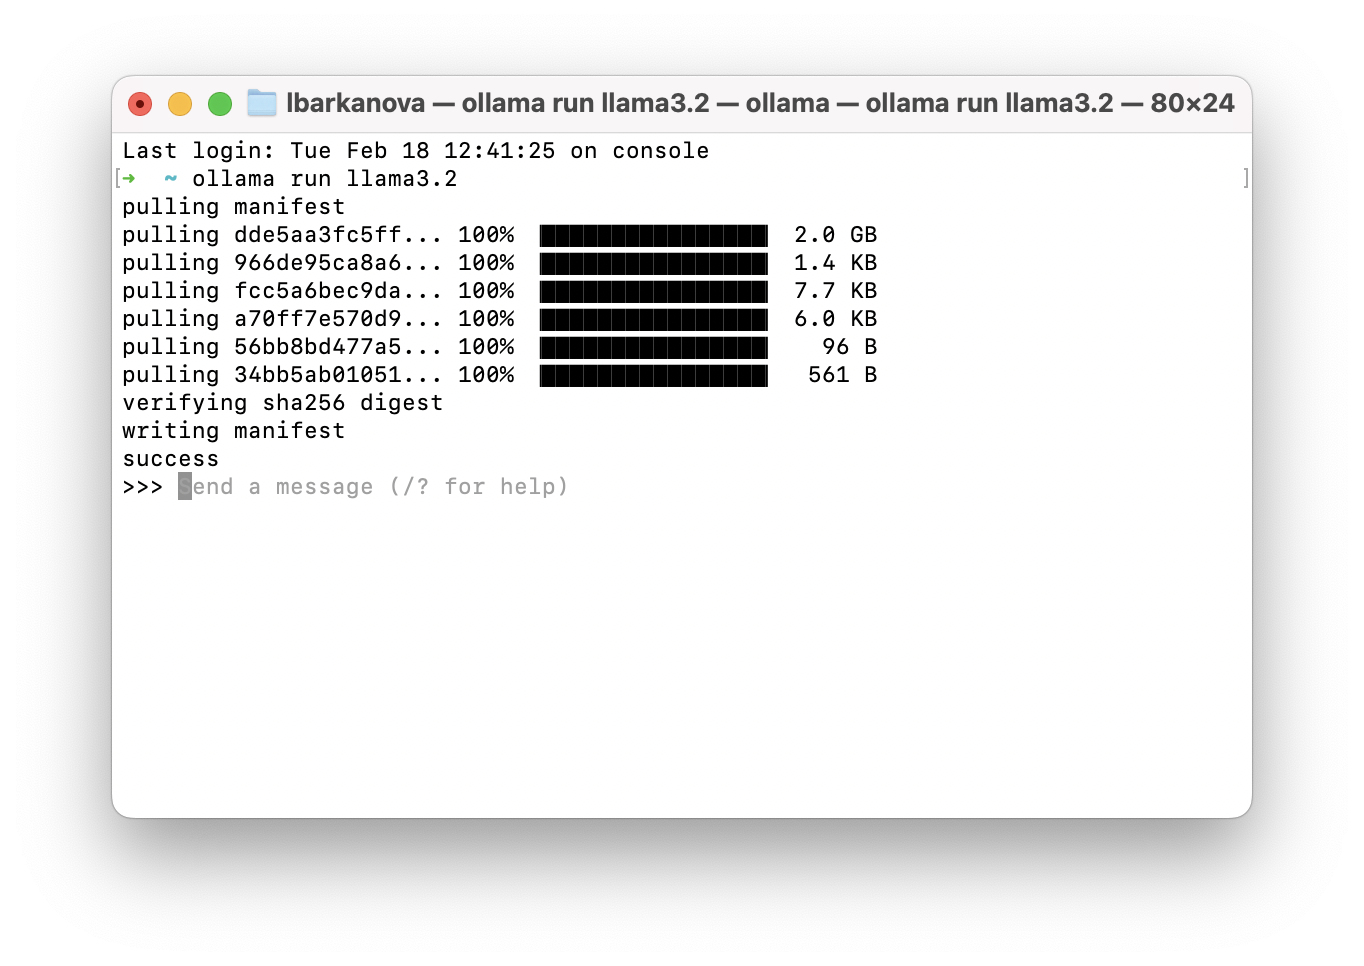 lbarkanova — ollama run llama3.2 — ollama — ollama run llama3.2 — 80×24
Last login: Tue Feb 18 12:41:25 on console
[➜  ~ ollama run llama3.2 ]
pulling manifest
pulling dde5aa3fc5ff... 100% 2.0 GB
pulling 966de95ca8a6... 100% 1.4 KB
pulling fcc5a6bec9da... 100% 7.7 KB
pulling a70ff7e570d9... 100% 6.0 KB
pulling 56bb8bd477a5... 100% 96 B
pulling 34bb5ab01051... 100% 561 B
verifying sha256 digest
writing manifest
success
>>> Send a message (/? for help)